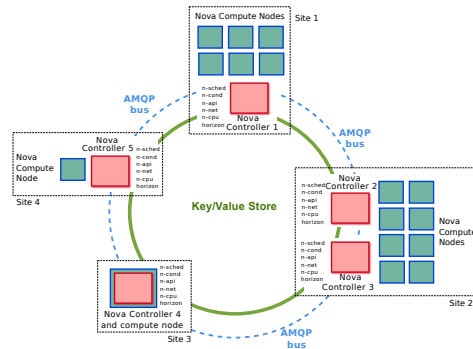 Nova Compute Nodes
Site 1
n-sched
n-cond
n-api
n-net
n-cpu
horizon
Nova
Controller 1
AMQP
bus
AMQP
bus
Nova
Controller 5
n-sched
n-cond
n-api
n-net
n-cpu
horizon
Nova
Compute
Node
Site 4
Key/Value Store
n-sched
n-cond
n-api
n-net
n-cpu
horizon
Nova
Controller 2
n-sched
n-cond
n-api
n-net
n-cpu
horizon
Nova
Controller 3
Nova
Compute
Nodes
Site 2
n-sched
n-cond
n-api
n-net
n-cpu
horizon
Nova Controller 4
and compute node
Site 3
AMQP
bus